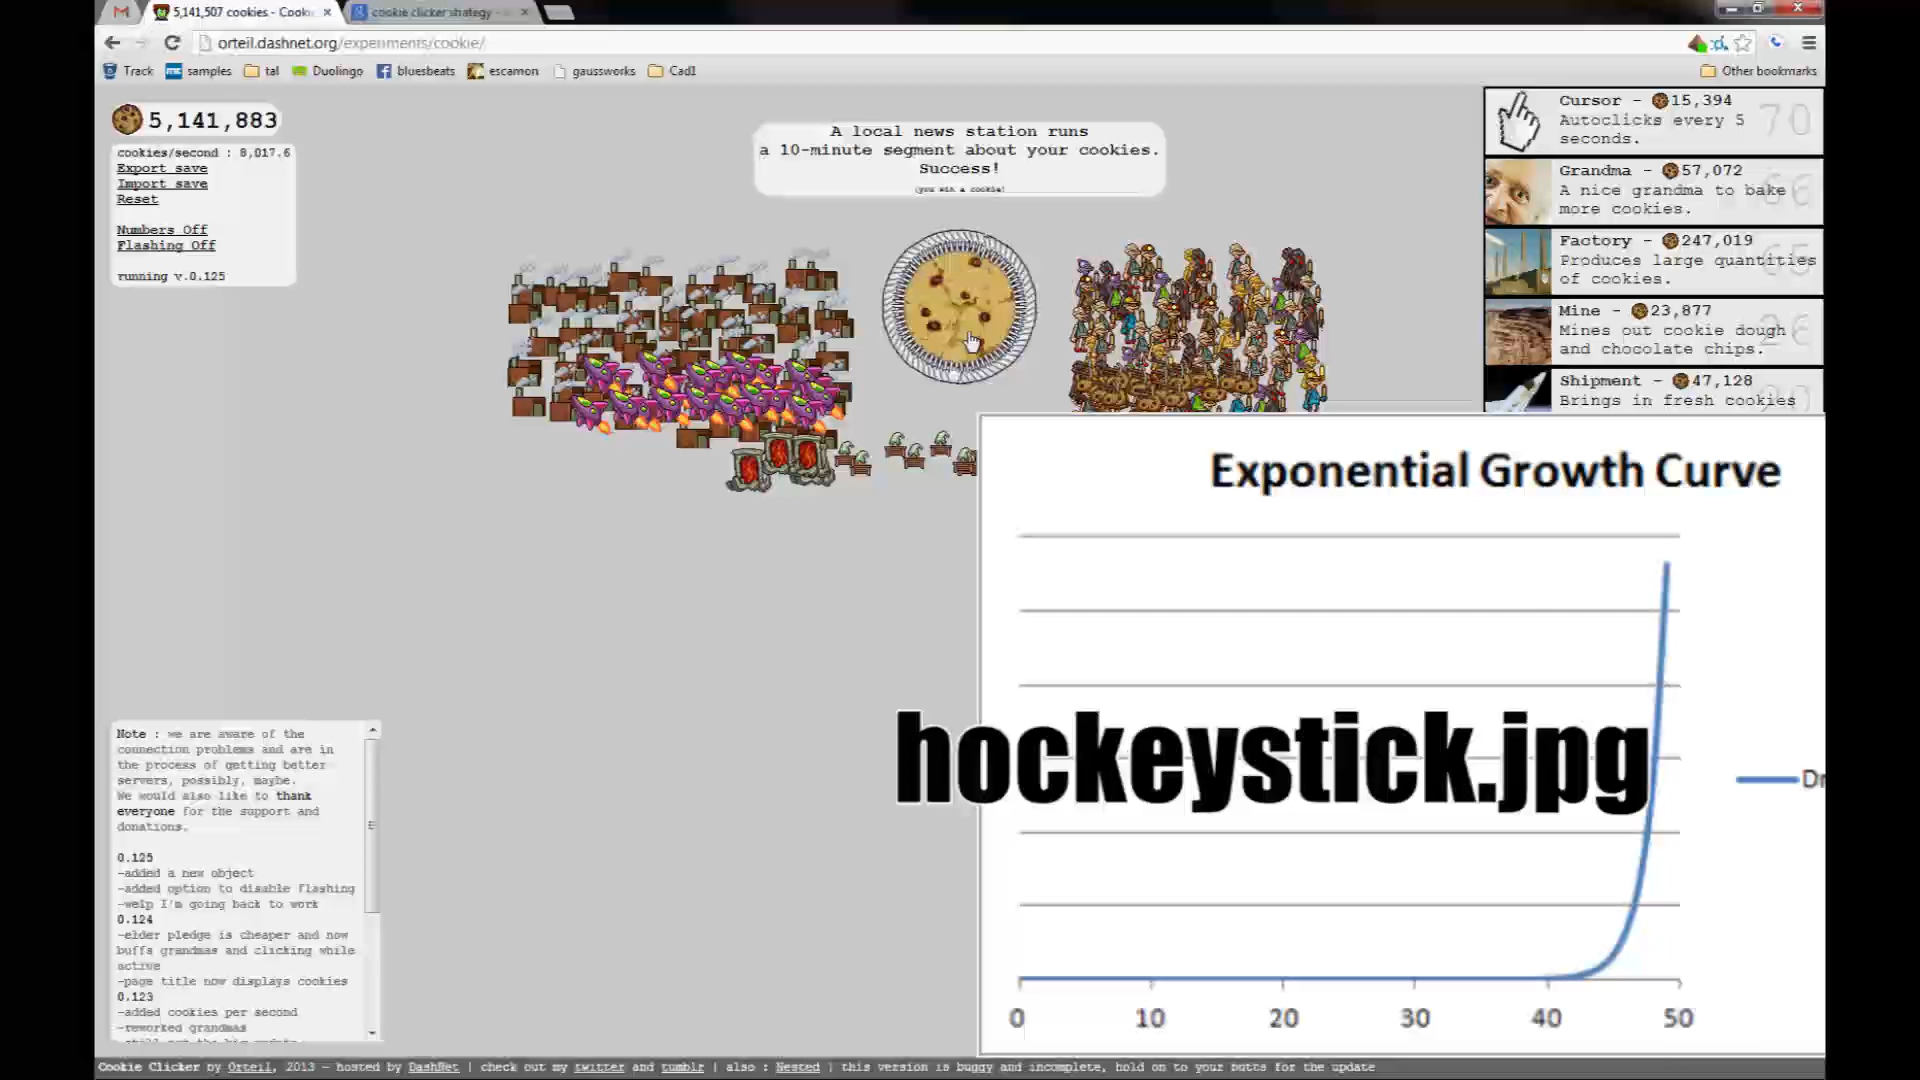 5,141,507 cookies - Cooki
cookie clicker strategy -
orteil.dashnet.org/experiments/cookie/
Track
samples
tal
Duolingo
bluesbeats
escamon
gaussworks
Cad1
Other bookmarks
5,141,883
cookies/second : 8,017.6
Export save
Import save
Reset
Numbers Off
Flashing Off
running v.0.125
A local news station runs
a 10-minute segment about your cookies.
Success!
(you win a cookie)
Cursor - 15,394
Autoclicks every 5
seconds.
70
Grandma - 57,072
A nice grandma to bake
more cookies.
66
Factory - 247,019
Produces large quantities
of cookies.
65
Mine - 23,877
Mines out cookie dough
and chocolate chips.
26
Shipment - 47,128
Brings in fresh cookies
Exponential Growth Curve
hockeystick.jpg
0 10 20 30 40 50
Note : we are aware of the
connection problems and are in
the process of getting better
servers, possibly, maybe.
We would also like to thank
everyone for the support and
donations.
0.125
-added a new object
-added option to disable flashing
-welp I'm going back to work
0.124
-elder pledge is cheaper and now
buffs grandmas and clicking while
active
-page title now displays cookies
0.123
-added cookies per second
-reworked grandmas
Cookie Clicker by Orteil, 2013 - hosted by DashNet | check out my twitter and tumblr | also : Nested | this version is buggy and incomplete, hold on to your butts for the update